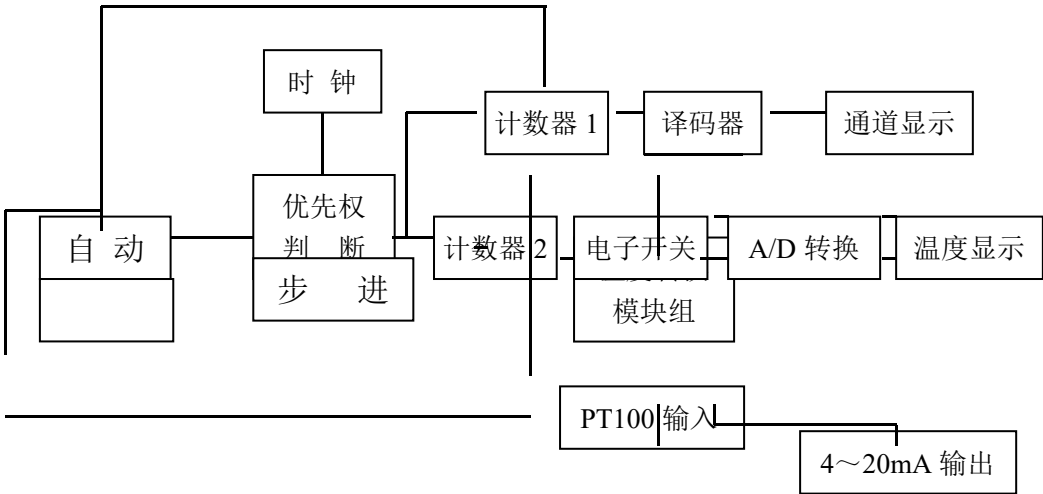 时 钟
计数器 1
译码器
通道显示
优先权
判 断
自 动
计数器 2
电子开关
A/D 转换
温度显示
步 进
模块组
PT100 输入
4～20mA 输出